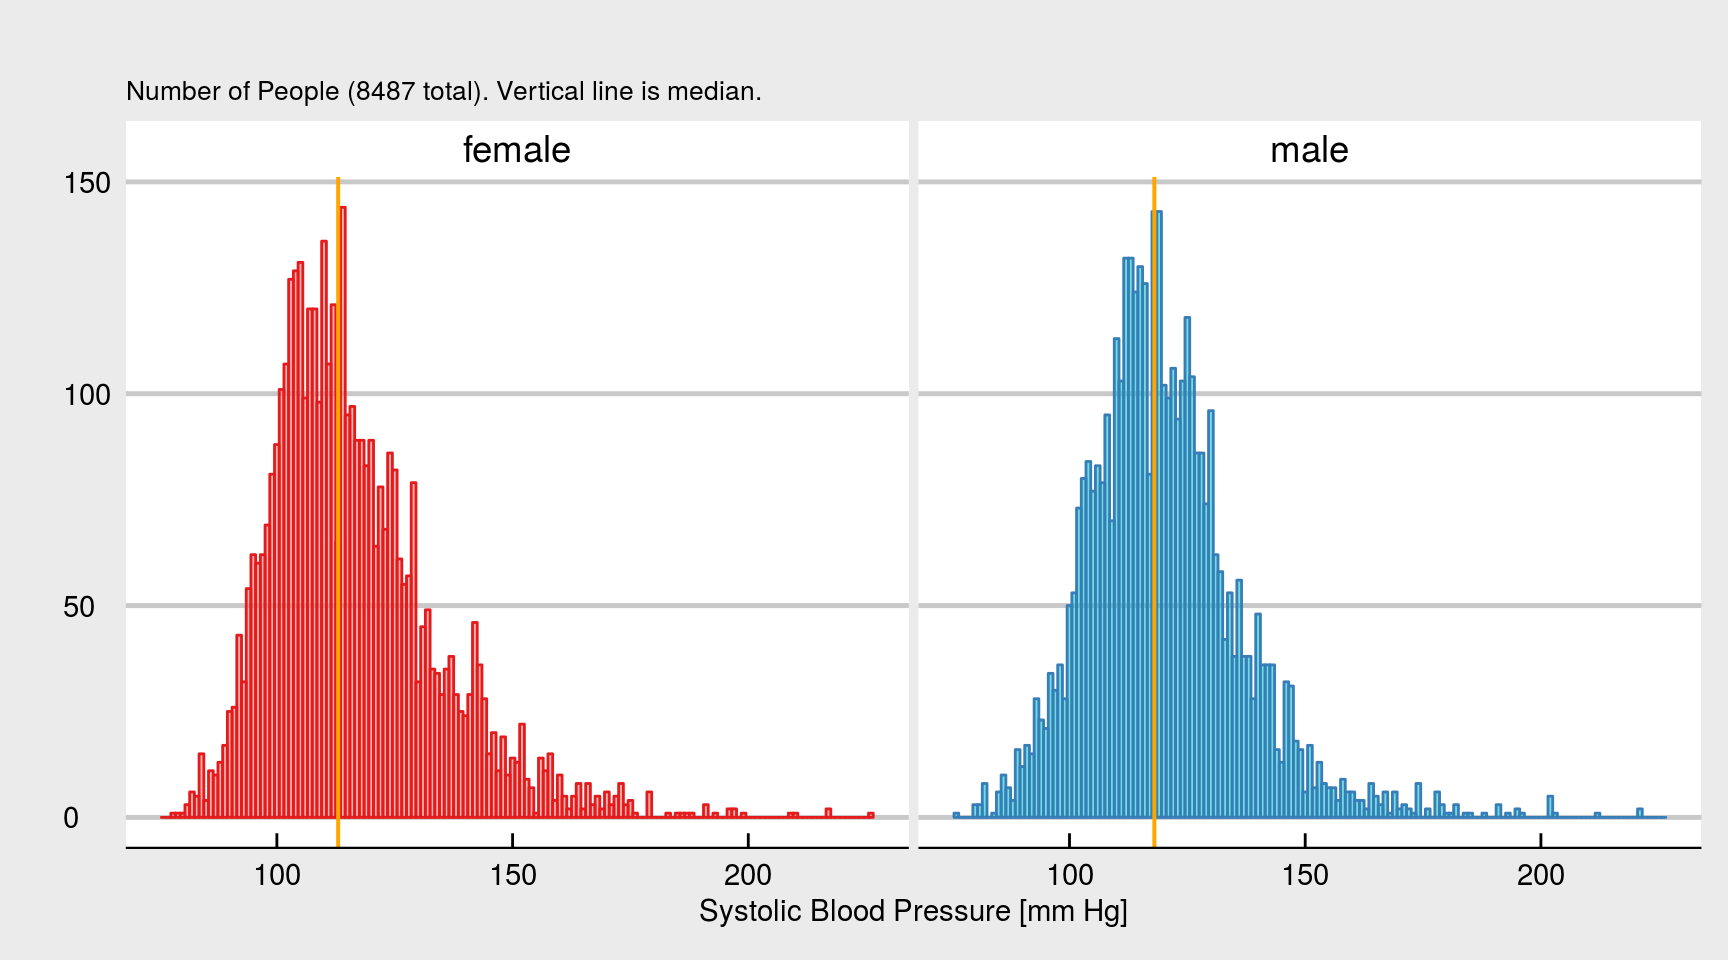 Number of People (8487 total). Vertical line is median.
female male
150
100
50
0
100 150 200 100 150 200
Systolic Blood Pressure [mm Hg]